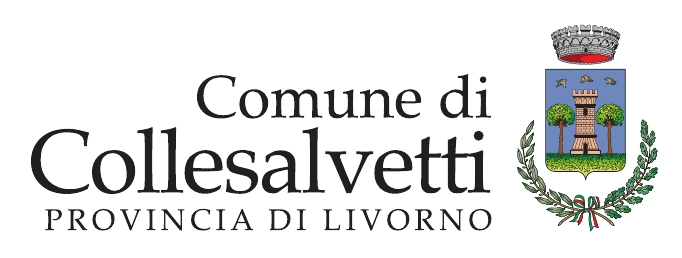 Comune di
Collesalvetti
PROVINCIA DI LIVORNO